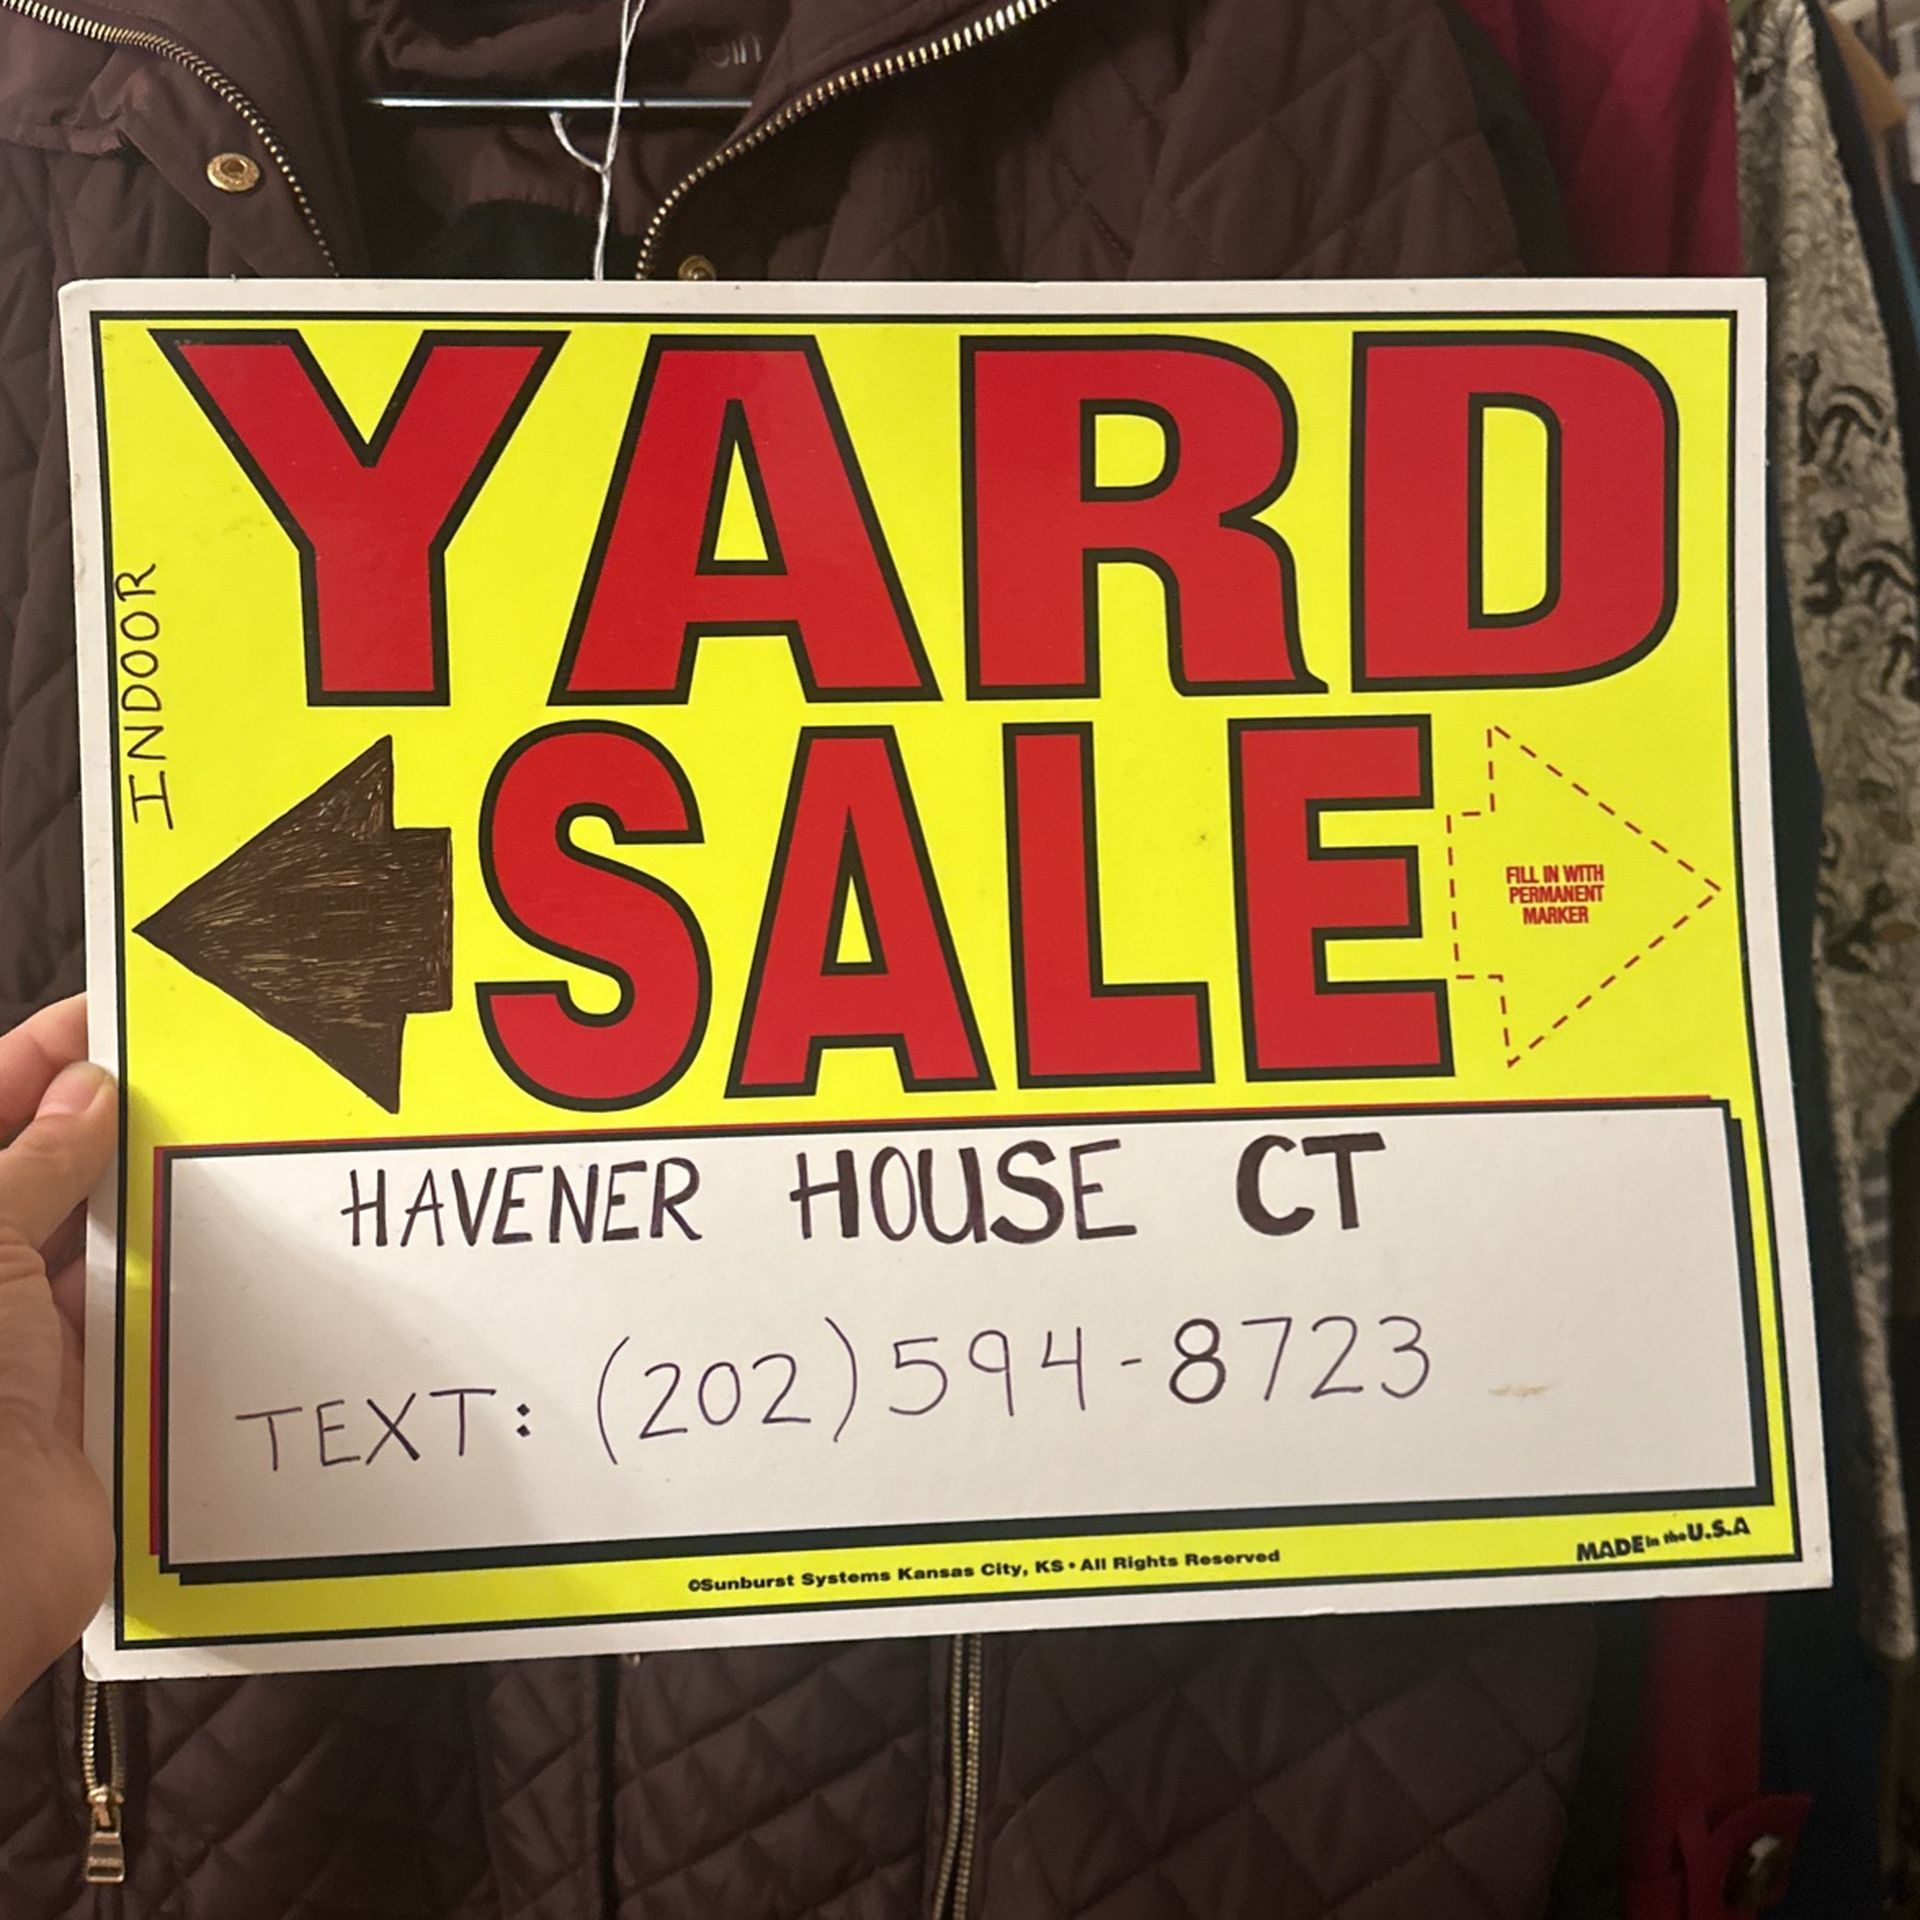 YARD
INDOOR
SALE
FILL IN WITH
PERMANENT
MARKER
HAVENER HOUSE CT
TEXT: (202) 594-8723
©Sunburst Systems Kansas City, KS • All Rights Reserved
MADE in the U.S.A